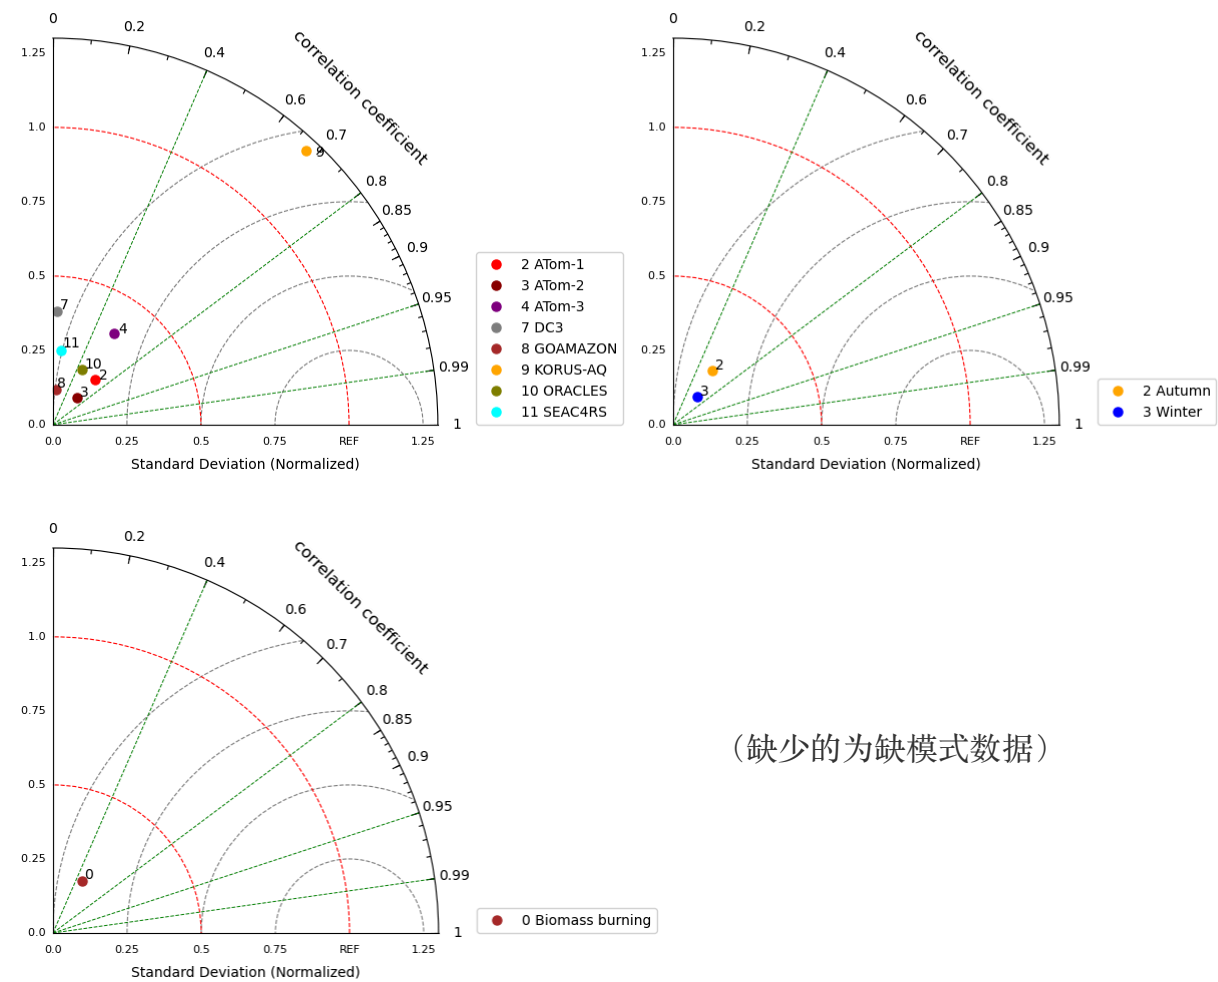 0
0.2
0.4
0.6
0.7
0.8
0.85
0.9
0.95
0.99
1
correlation coefficient
1.25
1.0
0.75
0.5
0.25
0.0
9
7
4
11
10
2
8
3
0.0 0.25 0.5 0.75 REF 1.25
Standard Deviation (Normalized)
2 ATom-1
3 ATom-2
4 ATom-3
7 DC3
8 GOAMAZON
9 KORUS-AQ
10 ORACLES
11 SEAC4RS
0
0.2
0.4
0.6
0.7
0.8
0.85
0.9
0.95
0.99
1
correlation coefficient
1.25
1.0
0.75
0.5
0.25
0.0
2
3
0.0 0.25 0.5 0.75 REF 1.25
Standard Deviation (Normalized)
2 Autumn
3 Winter
0
0.2
0.4
0.6
0.7
0.8
0.85
0.9
0.95
0.99
1
correlation coefficient
1.25
1.0
0.75
0.5
0.25
0.0
0
0.0 0.25 0.5 0.75 REF 1.25
Standard Deviation (Normalized)
0 Biomass burning
（缺少的为缺模式数据）